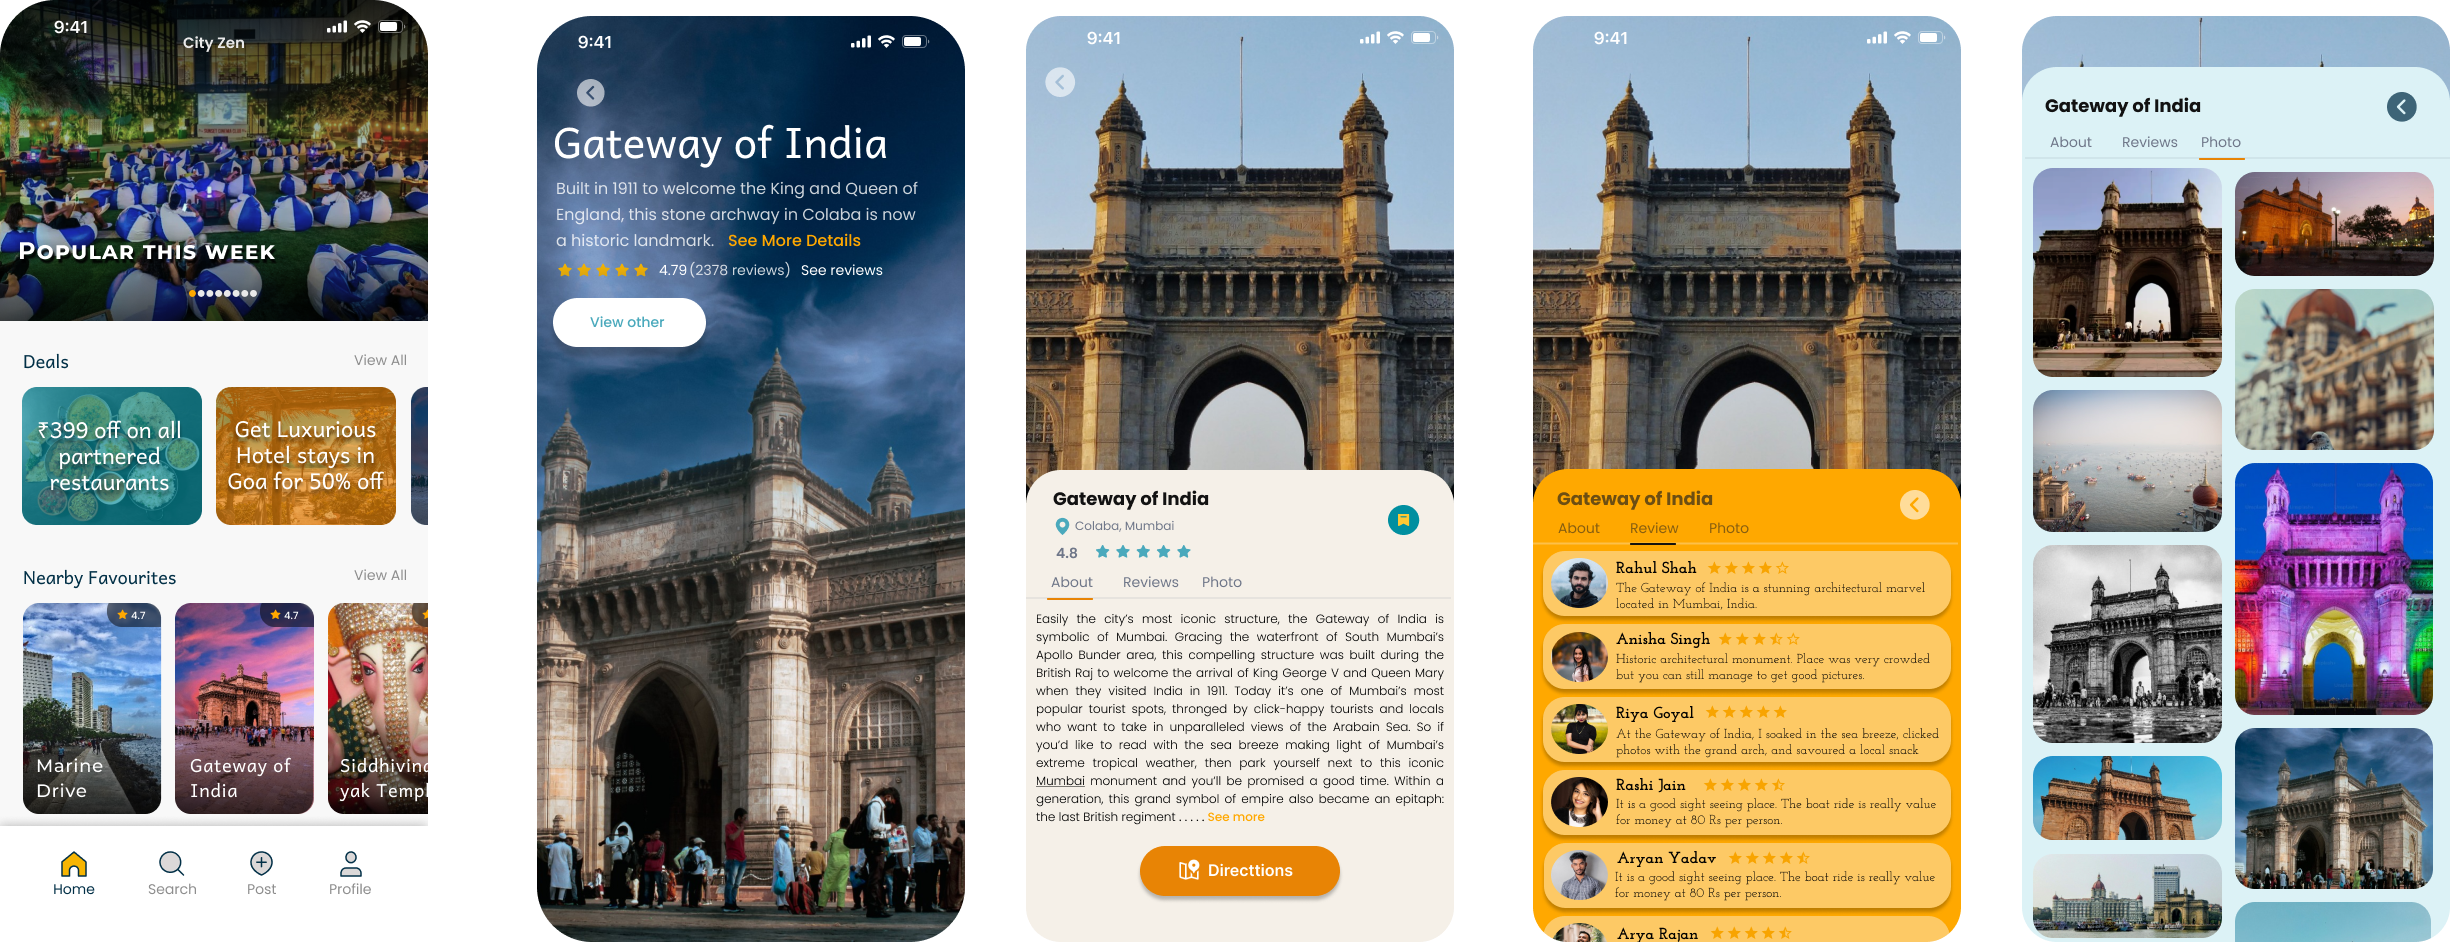 9:41
City Zen
POPULAR THIS WEEK
Deals
View All
₹399 off on all
partnered
restaurants
Get Luxurious
Hotel stays in
Goa for 50% off
Nearby Favourites
View All
4.7
Marine
Drive
4.7
Gateway of
India
Siddhivind
yak Templ
Home
Search
Post
Profile
9:41
Gateway of India
Built in 1911 to welcome the King and Queen of
England, this stone archway in Colaba is now
a historic landmark. See More Details
4.79 (2378 reviews) See reviews
View other
9:41
Gateway of India
Colaba, Mumbai
4.8
About Reviews Photo
Easily the city's most iconic structure, the Gateway of India is
symbolic of Mumbai. Gracing the waterfront of South Mumbai's
Apollo Bunder area, this compelling structure was built during the
British Raj to welcome the arrival of King George V and Queen Mary
when they visited India in 1911. Today it's one of Mumbai's most
popular tourist spots, thronged by click-happy tourists and locals
who want to take in unparalleled views of the Arabain Sea. So if
you'd like to read with the sea breeze making light of Mumbai's
extreme tropical weather, then park yourself next to this iconic
Mumbai monument and you'll be promised a good time. Within a
generation, this grand symbol of empire also became an epitaph:
the last British regiment ..... See more
Directtions
9:41
Gateway of India
About Review Photo
Rahul Shah
The Gateway of India is a stunning architectural marvel
located in Mumbai, India.
Anisha Singh
Historic architectural monument. Place was very crowded
but you can still manage to get good pictures.
Riya Goyal
At the Gateway of India, I soaked in the sea breeze, clicked
photos with the grand arch, and savoured a local snack
Rashi Jain
It is a good sight seeing place. The boat ride is really value
for money at 80 Rs per person.
Aryan Yadav
It is a good sight seeing place. The boat ride is really value
for money at 80 Rs per person.
Arya Rajan
Gateway of India
About Reviews Photo